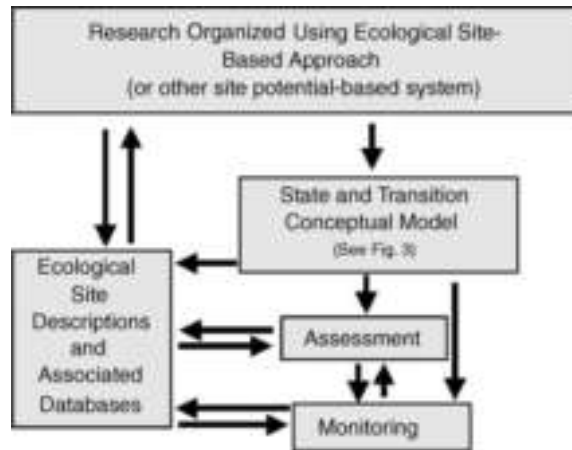 Research Organized Using Ecological Site-
Based Approach
(or other site potential-based system)
State and Transition
Conceptual Model
(See Fig. 3)
Ecological
Site
Descriptions
and
Associated
Databases
Assessment
Monitoring